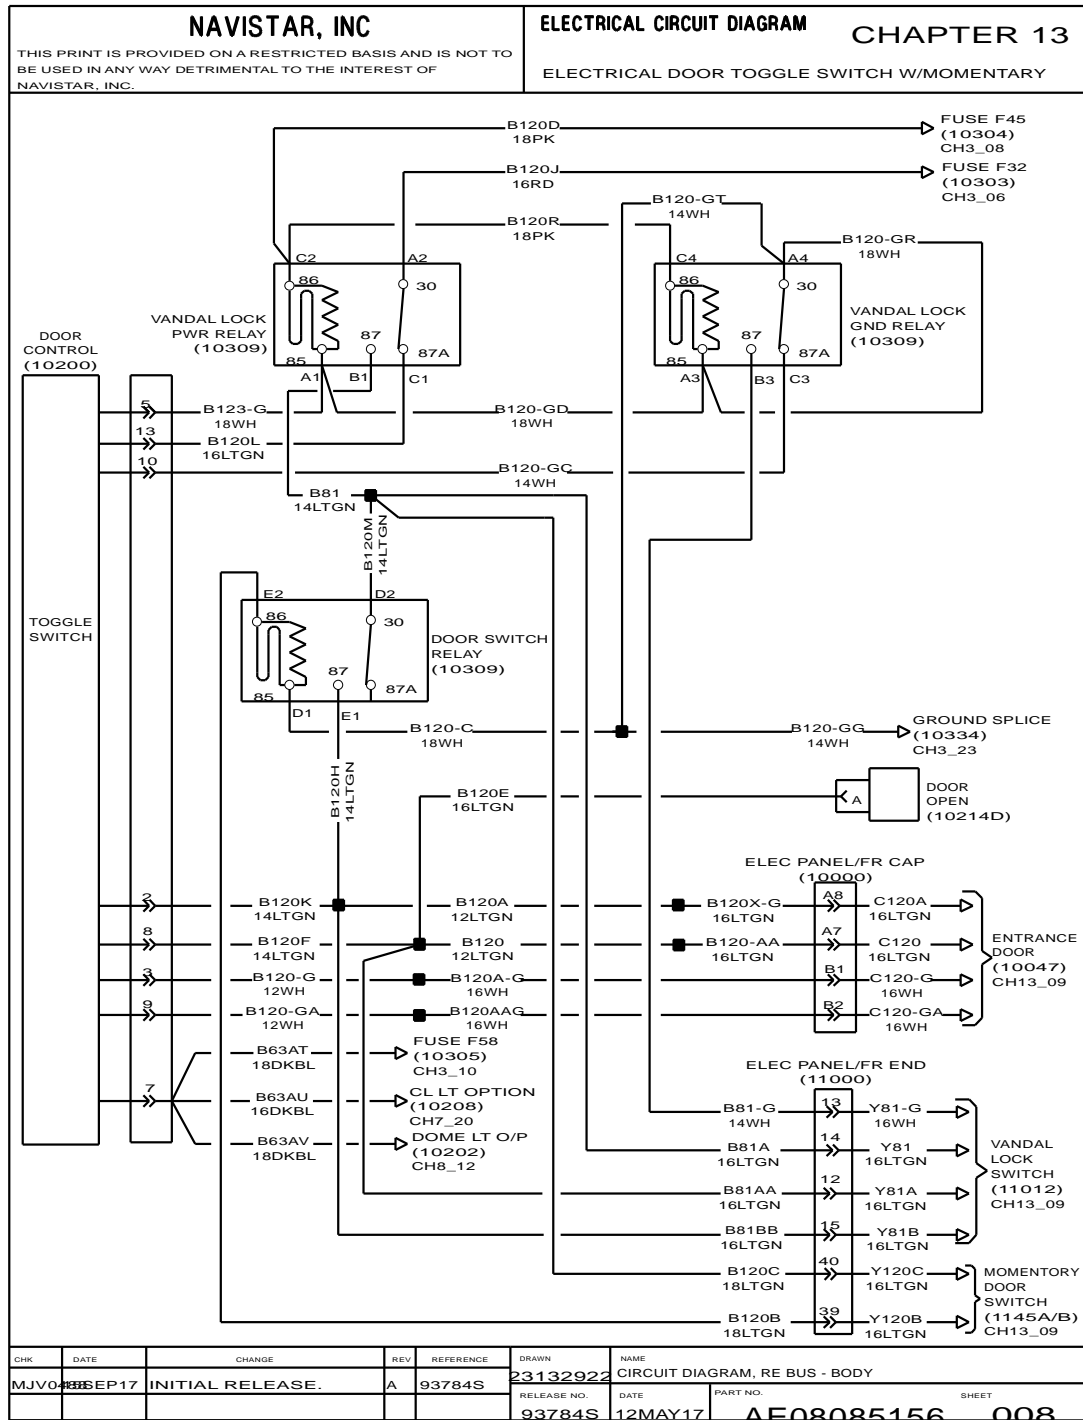 NAVISTAR, INC
THIS PRINT IS PROVIDED ON A RESTRICTED BASIS AND IS NOT TO
BE USED IN ANY WAY DETRIMENTAL TO THE INTEREST OF
NAVISTAR, INC.
ELECTRICAL CIRCUIT DIAGRAM
CHAPTER 13
ELECTRICAL DOOR TOGGLE SWITCH W/MOMENTARY
B120D
18PK
FUSE F45
(10304)
CH3_08
B120J
16RD
FUSE F32
(10303)
CH3_06
B120-GT
14WH
B120R
18PK
B120-GR
18WH
C2
A2
C4
A4
86
30
86
30
VANDAL LOCK
PWR RELAY
(10309)
87
87A
85
VANDAL LOCK
GND RELAY
(10309)
87
87A
85
A1
B1
C1
A3
B3
C3
DOOR
CONTROL
(10200)
5
B123-G
18WH
B120-GD
18WH
13
B120L
16LTGN
10
B120-GC
14WH
B81
14LTGN
B120M
14LTGN
E2
D2
86
30
TOGGLE
SWITCH
DOOR SWITCH
RELAY
(10309)
87
87A
85
D1
E1
B120-C
18WH
B120-GG
14WH
GROUND SPLICE
(10334)
CH3_23
B120H
14LTGN
B120E
16LTGN
A
DOOR
OPEN
(10214D)
ELEC PANEL/FR CAP
(10000)
2
B120K
14LTGN
B120A
12LTGN
B120X-G
16LTGN
A8
C120A
16LTGN
8
B120F
14LTGN
B120
12LTGN
B120-AA
16LTGN
A7
C120
16LTGN
3
B120-G
12WH
B120A-G
16WH
B1
C120-G
16WH
9
B120-GA
12WH
B120AAG
16WH
B2
C120-GA
16WH
ENTRANCE
DOOR
(10047)
CH13_09
B63AT
18DKBL
FUSE F58
(10305)
CH3_10
7
B63AU
16DKBL
CL LT OPTION
(10208)
CH7_20
B63AV
18DKBL
DOME LT O/P
(10202)
CH8_12
ELEC PANEL/FR END
(11000)
B81-G
14WH
13
Y81-G
16WH
B81A
16LTGN
14
Y81
16LTGN
B81AA
16LTGN
12
Y81A
16LTGN
B81BB
16LTGN
15
Y81B
16LTGN
VANDAL
LOCK
SWITCH
(11012)
CH13_09
B120C
18LTGN
40
Y120C
16LTGN
B120B
18LTGN
39
Y120B
16LTGN
MOMENTORY
DOOR
SWITCH
(1145A/B)
CH13_09
CHK DATE CHANGE REV REFERENCE
INITIAL RELEASE. A 93784S
DRAWN
23132922
NAME
CIRCUIT DIAGRAM, RE BUS - BODY
RELEASE NO.
93784S
DATE
12MAY17
PART NO.
AE08085156
SHEET
008